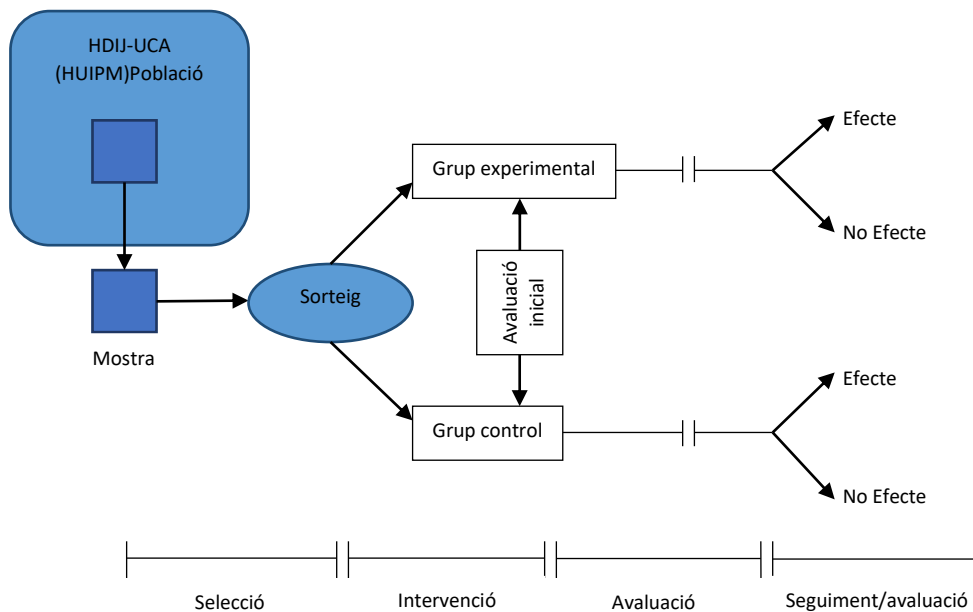 HDIJ-UCA
(HUIPM)Població
Efecte
Grup experimental
No Efecte
Sorteig
Avaluació
inicial
Mostra
Efecte
Grup control
No Efecte
Selecció
Intervenció
Avaluació
Seguiment/avaluació